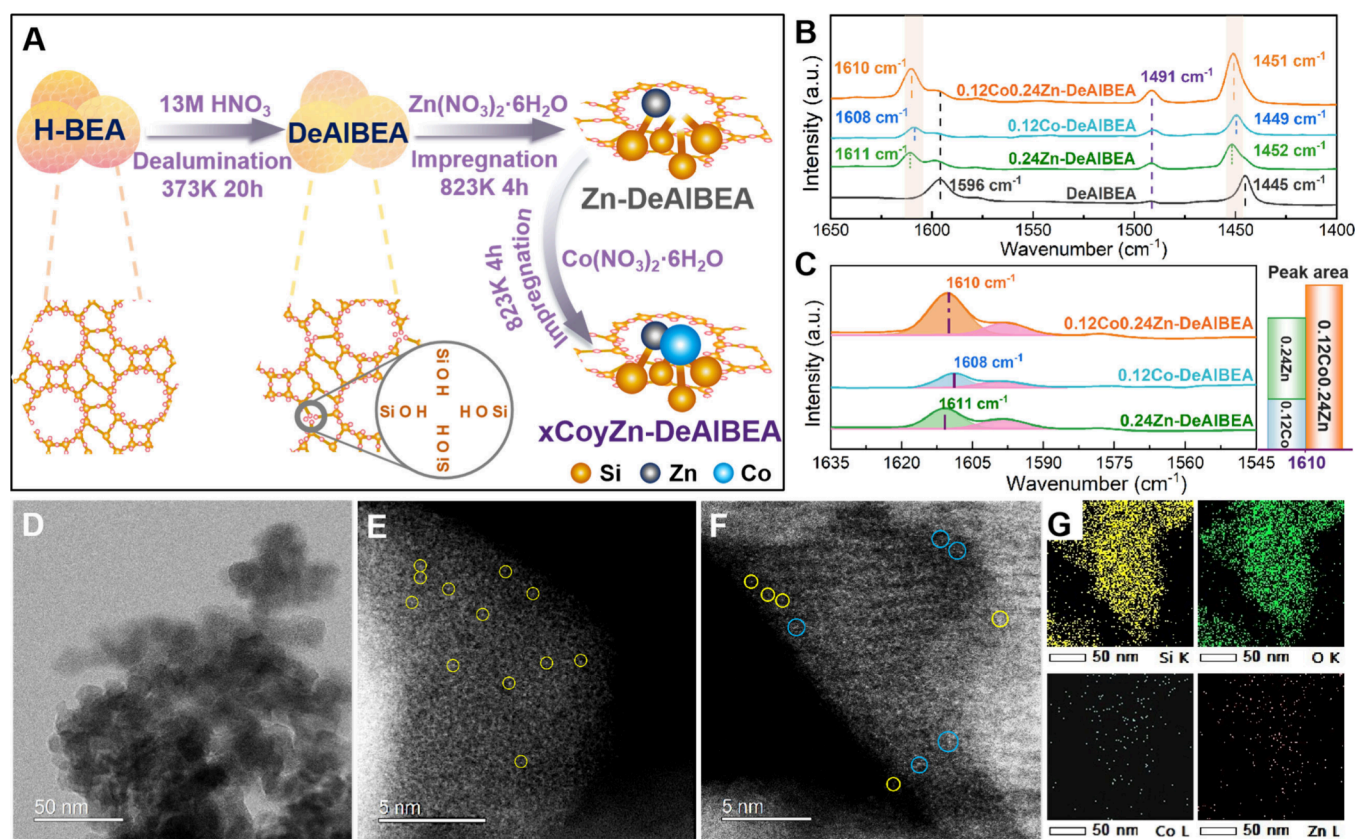 A
H-BEA
13M HNO3
Dealumination
373K 20h
DeAlBEA
Zn(NO3)2·6H2O
Impregnation
823K 4h
Zn-DeAlBEA
Co(NO3)2·6H2O
Impregnation
823K 4h
xCoyZn-DeAlBEA
Si O H
Si O H
H O Si
Si O H
Si
Zn
Co
B
Intensity (a.u.)
1610 cm-1
1491 cm-1
1451 cm-1
0.12Co0.24Zn-DeAlBEA
1608 cm-1
0.12Co-DeAlBEA
1449 cm-1
1611 cm-1
0.24Zn-DeAlBEA
1452 cm-1
1596 cm-1
DeAlBEA
1445 cm-1
1650
1600
1550
1500
1450
1400
Wavenumber (cm-1)
C
Intensity (a.u.)
1610 cm-1
0.12Co0.24Zn-DeAlBEA
1608 cm-1
0.12Co-DeAlBEA
1611 cm-1
0.24Zn-DeAlBEA
1635
1620
1605
1590
1575
1560
1545
Wavenumber (cm-1)
Peak area
0.24Zn
0.12Co
0.12Co0.24Zn
1610
D
50 nm
E
5 nm
F
5 nm
G
50 nm Si K
50 nm O K
50 nm Co L
50 nm Zn L